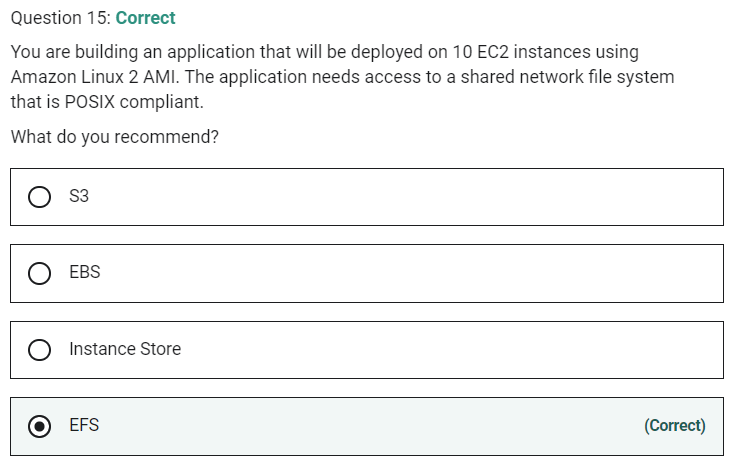 Question 15: Correct
You are building an application that will be deployed on 10 EC2 instances using
Amazon Linux 2 AMI. The application needs access to a shared network file system
that is POSIX compliant.
What do you recommend?
S3
EBS
Instance Store
EFS (Correct)